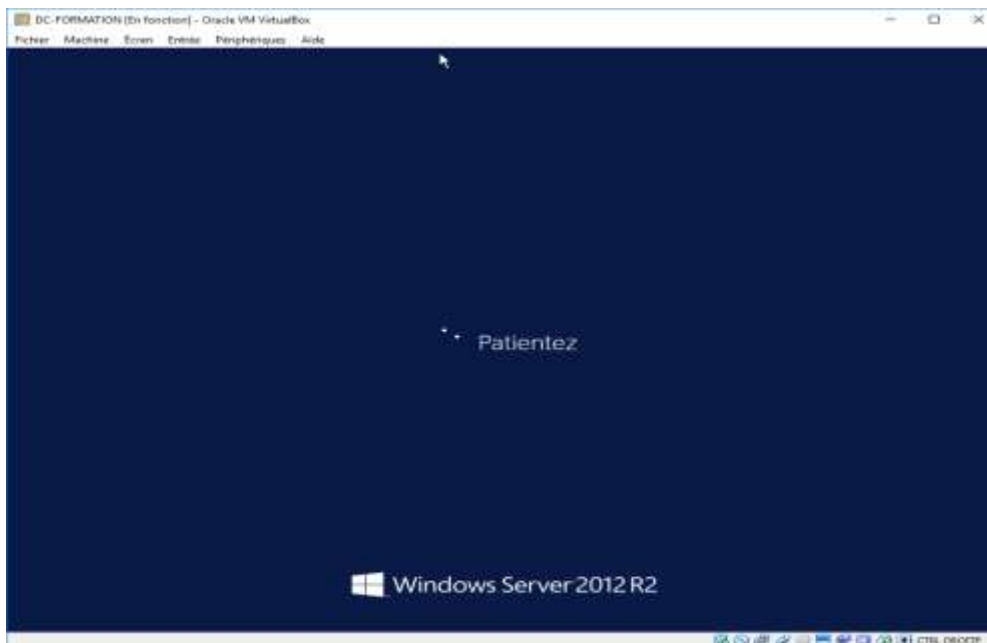 DC-FORMATION [En fonction] - Oracle VM VirtualBox
Fichier Machine Écran Entrée Périphériques Aide
Patientez
Windows Server 2012 R2
CTRL DROITE